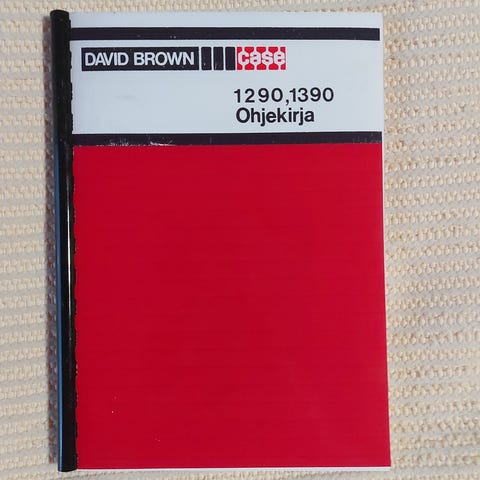 DAVID BROWN case
1290,1390
Ohjekirja